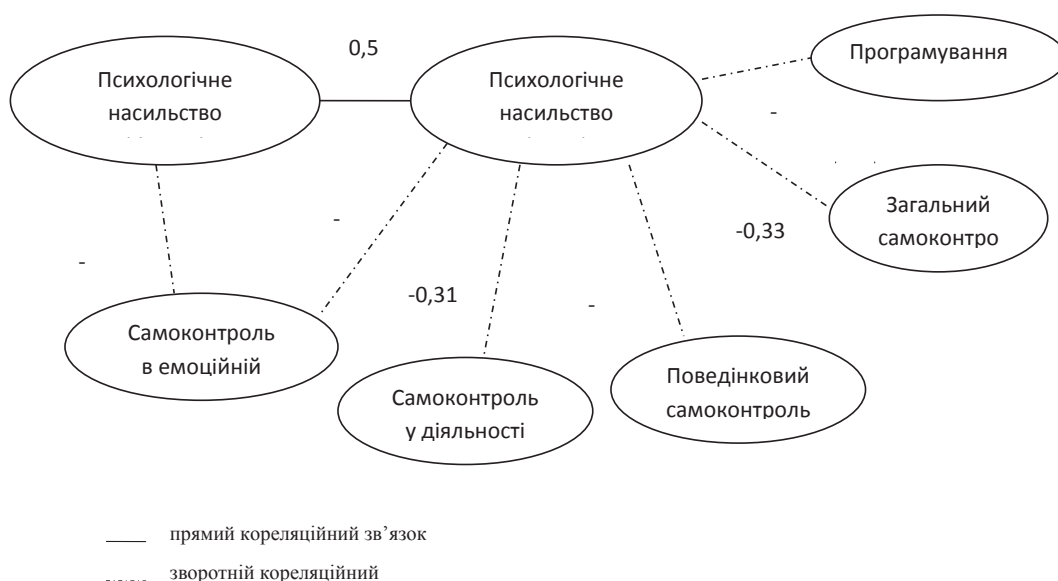 0,5
Психологічне
насильство
Психологічне
насильство
Програмування
-
Загальний
самоконтро
-0,33
-
-
-0,31
-
Самоконтроль
в емоційній
Самоконтроль
у діяльності
Поведінковий
самоконтроль
прямий кореляційний зв’язок
зворотній кореляційний